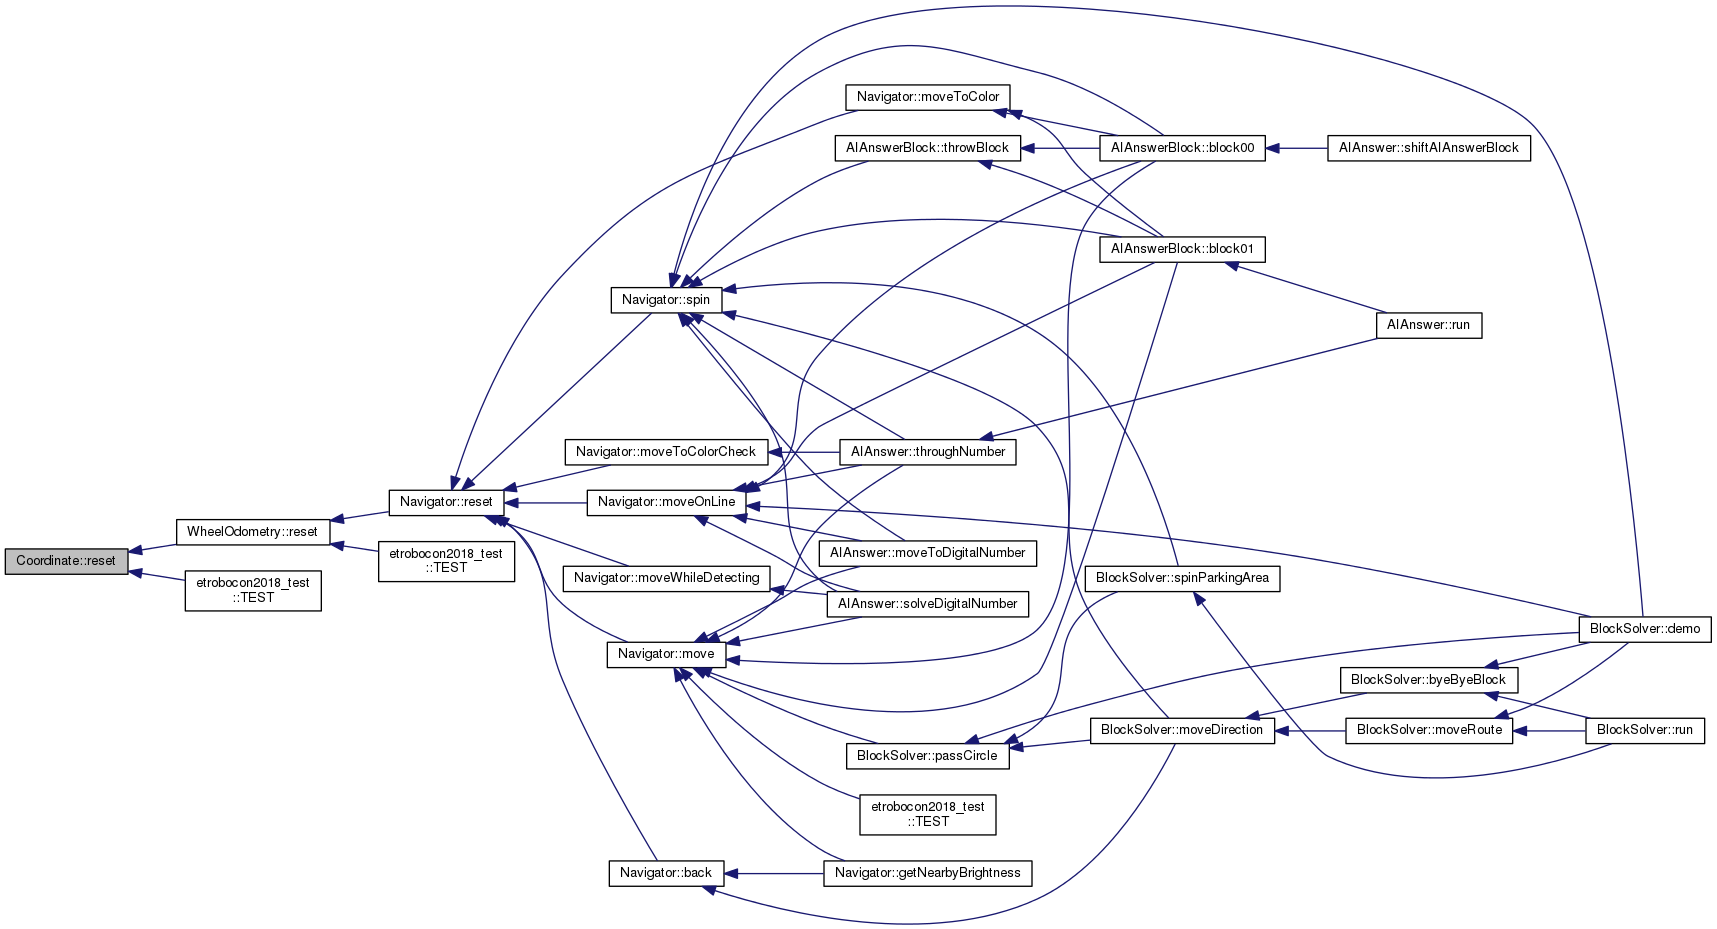 Navigator::moveToColor
AIAnswerBlock::throwBlock
AIAnswerBlock::block00
AIAnswer::shiftAIAnswerBlock
AIAnswerBlock::block01
Navigator::spin
AIAnswer::run
Navigator::moveToColorCheck
AIAnswer::throughNumber
Navigator::reset
Navigator::moveOnLine
WheelOdometry::reset
Coordinate::reset
etrobocon2018_test
::TEST
etrobocon2018_test
::TEST
AIAnswer::moveToDigitalNumber
Navigator::moveWhileDetecting
BlockSolver::spinParkingArea
AIAnswer::solveDigitalNumber
BlockSolver::demo
Navigator::move
BlockSolver::byeByeBlock
BlockSolver::moveDirection
BlockSolver::moveRoute
BlockSolver::run
BlockSolver::passCircle
etrobocon2018_test
::TEST
Navigator::back
Navigator::getNearbyBrightness